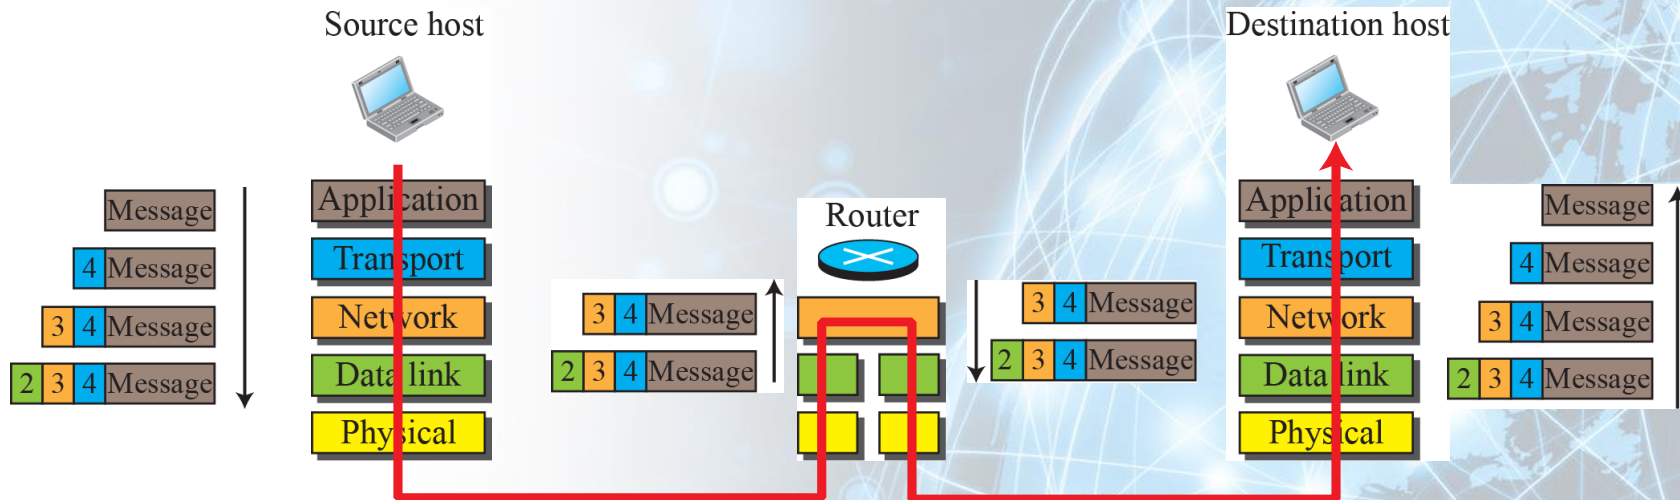 Source host
Destination host
Message
4 Message
3 4 Message
2 3 4 Message
Application
Transport
Network
Data link
Physical
3 4 Message
2 3 4 Message
Router
3 4 Message
2 3 4 Message
Application
Transport
Network
Data link
Physical
Message
4 Message
3 4 Message
2 3 4 Message